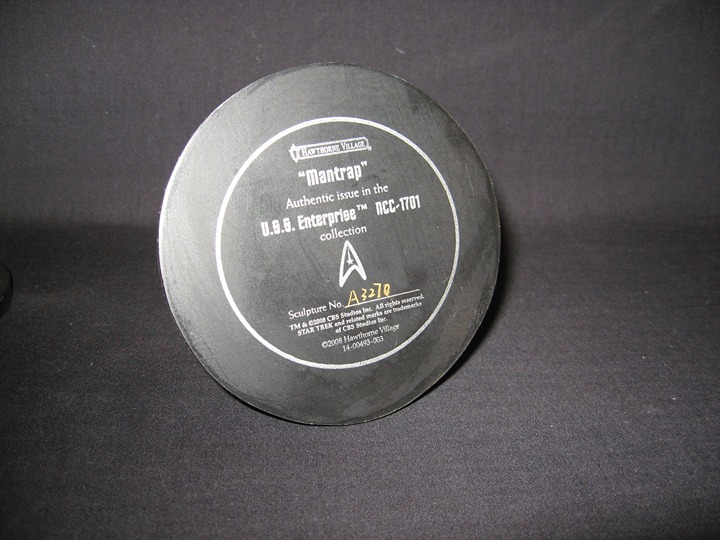 HAWTHORNE VILLAGE®
"Mantrap"
Authentic issue in the
U.S.S. Enterprise™ NCC-1701
collection
Sculpture No. A3270
TM & ©2008 CBS Studios Inc. All rights reserved.
STAR TREK and related marks are trademarks
of CBS Studios Inc.
©2008 Hawthorne Village
14-00493-003